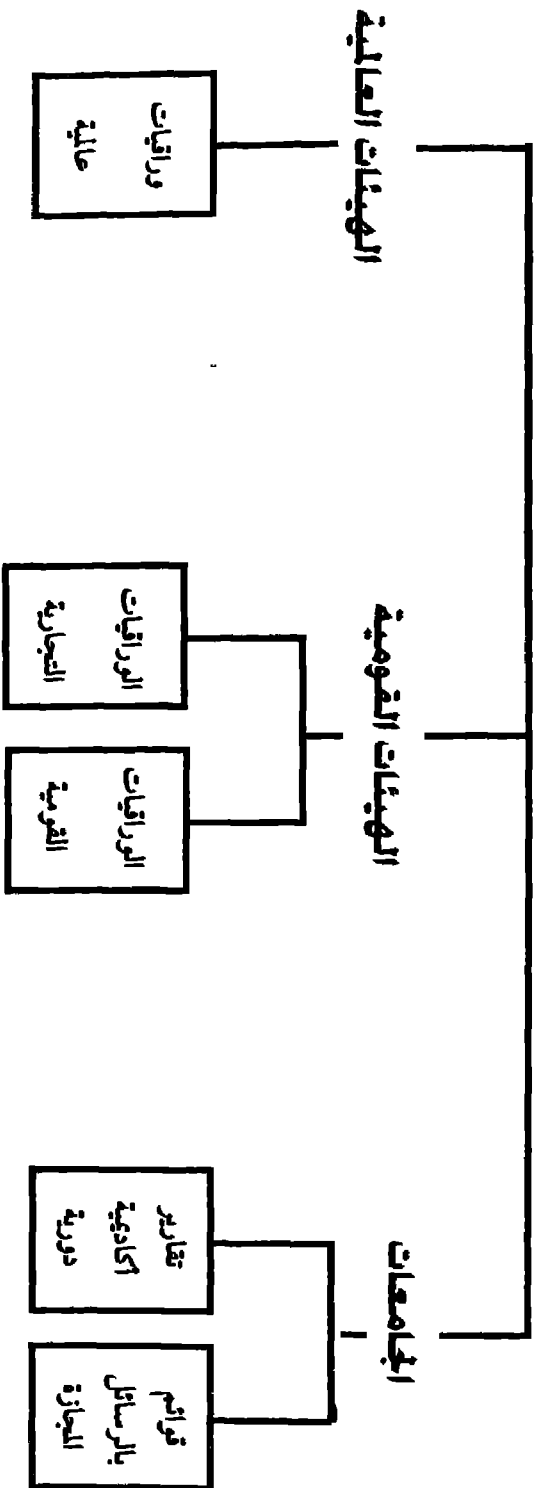 الجامعات
الهيئات القومية
الهيئات العالمية
قوائم
بالرسائل
المجازة
تقارير
أكاديمية
دورية
الوراقيات
القومية
الوراقيات
التجارية
وراقيات
عالمية